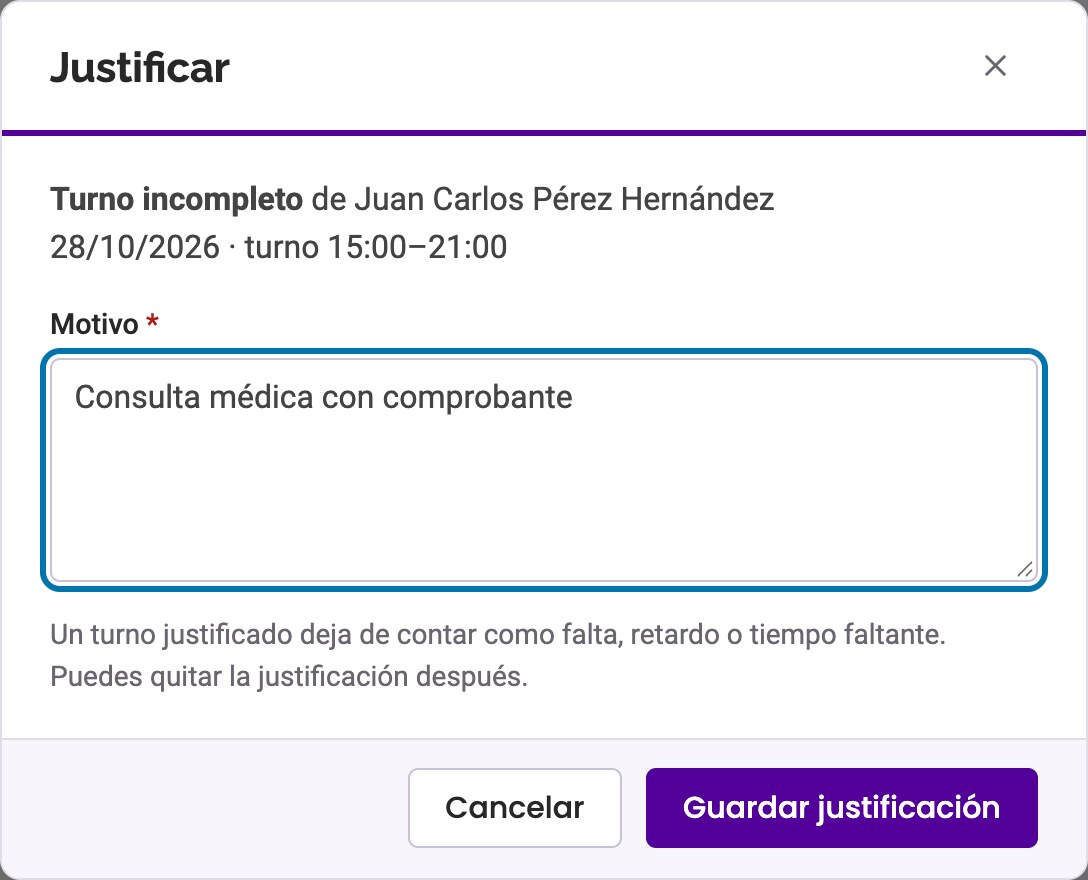 Justificar
Turno incompleto de Juan Carlos Pérez Hernández
28/10/2026 · turno 15:00–21:00
Motivo *
Consulta médica con comprobante
Un turno justificado deja de contar como falta, retardo o tiempo faltante.
Puedes quitar la justificación después.
Cancelar
Guardar justificación